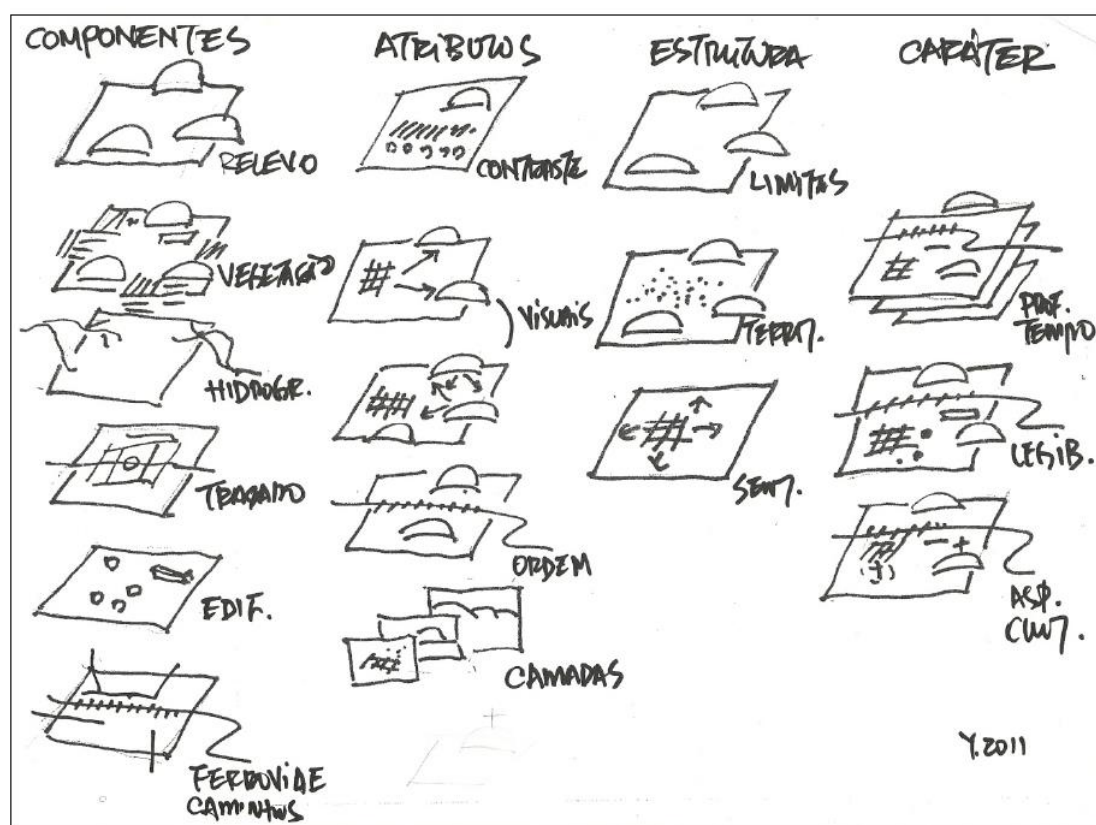 COMPONENTES
RELEVO
VEGETAÇÃO
HIDROGR.
TRAÇADO
EDIF.
FERROVIA E
CAMINHOS
ATRIBUTOS
CONTRASTE
VISUAIS
ORDEM
CAMADAS
ESTRUTURA
LIMITES
TERRIT.
CARÁTER
PROF.
TEMPO
LEGIB.
ASP.
CULT.
Y.2011